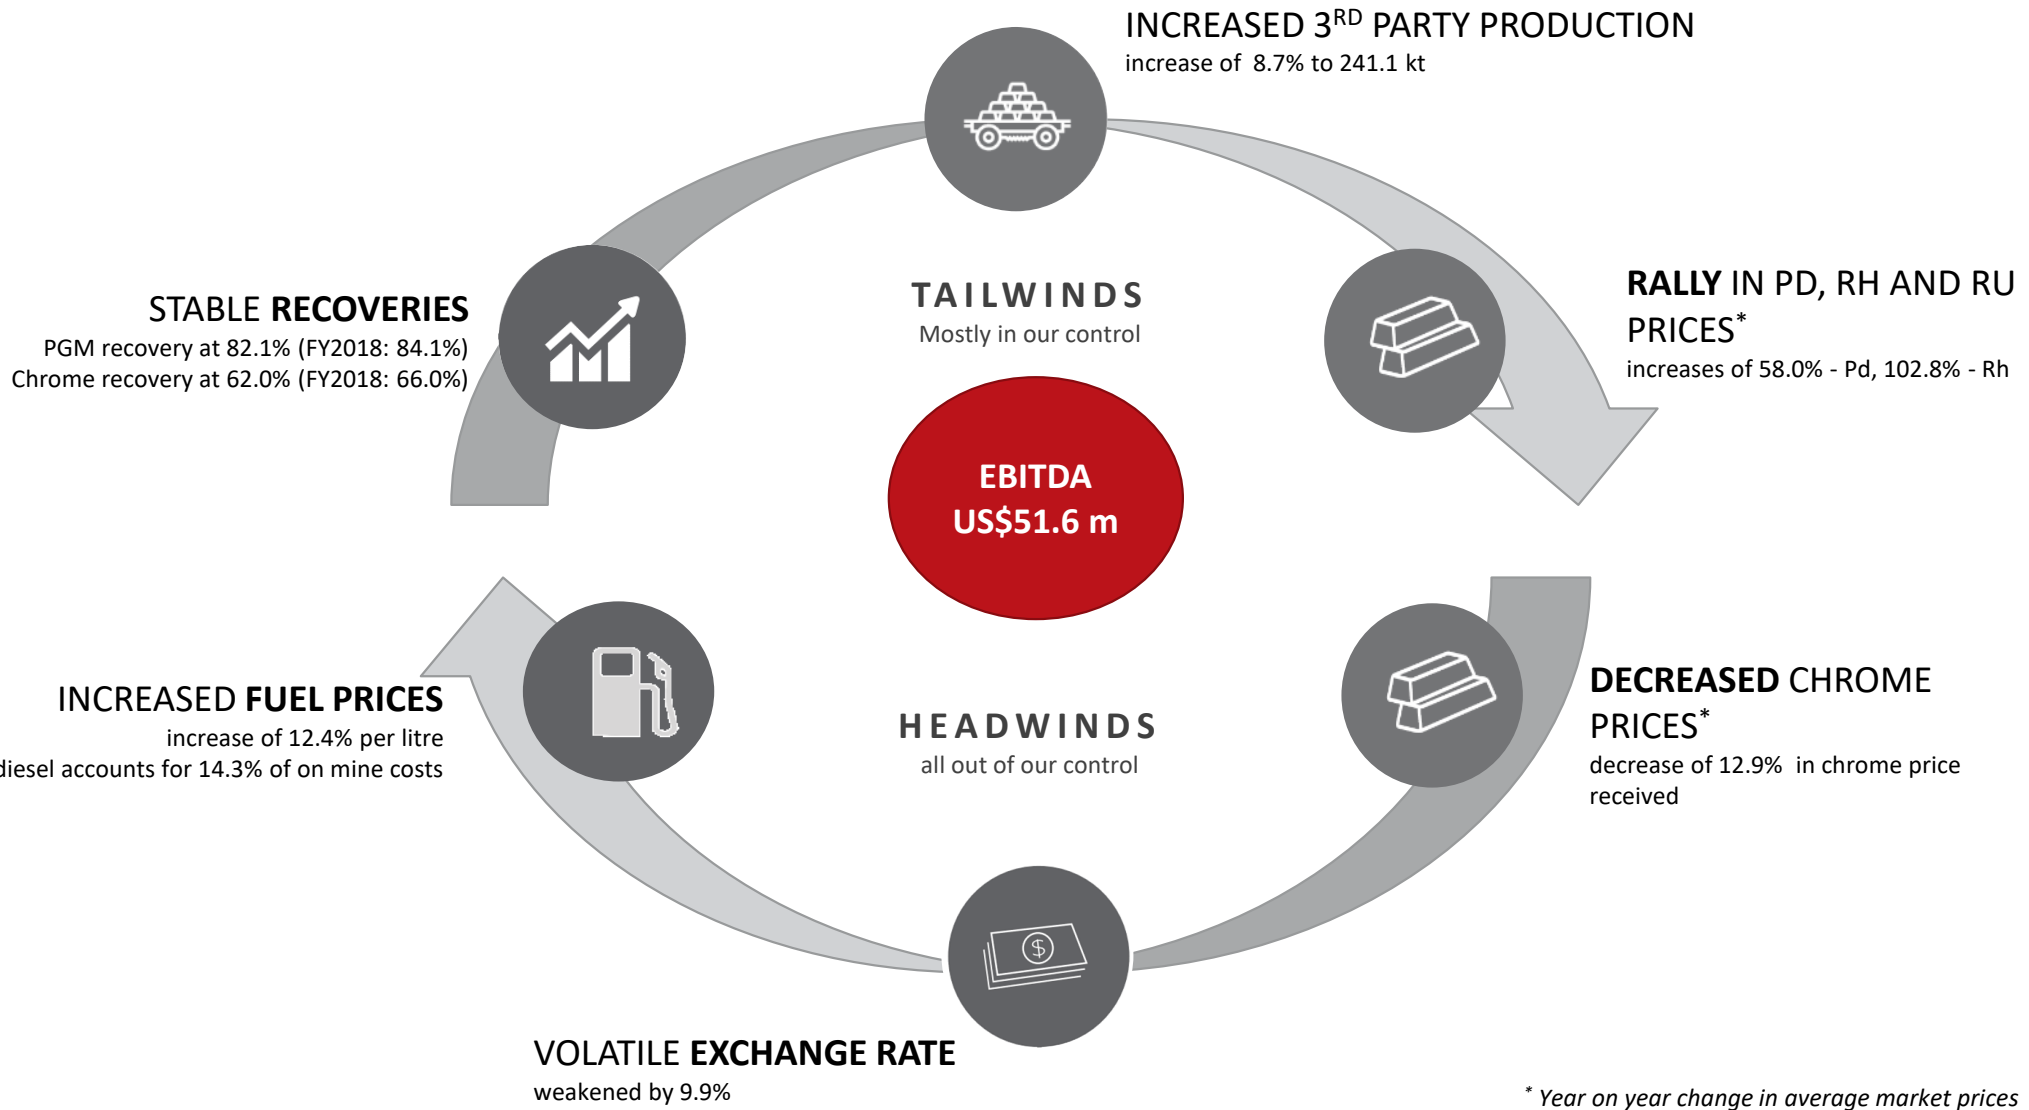 INCREASED 3RD PARTY PRODUCTION
increase of 8.7% to 241.1 kt
STABLE RECOVERIES
PGM recovery at 82.1% (FY2018: 84.1%)
Chrome recovery at 62.0% (FY2018: 66.0%)
TAILWINDS
Mostly in our control
RALLY IN PD, RH AND RU
PRICES*
increases of 58.0% - Pd, 102.8% - Rh
EBITDA
US$51.6 m
INCREASED FUEL PRICES
increase of 12.4% per litre
diesel accounts for 14.3% of on mine costs
HEADWINDS
all out of our control
DECREASED CHROME
PRICES*
decrease of 12.9% in chrome price
received
$
VOLATILE EXCHANGE RATE
weakened by 9.9%
* Year on year change in average market prices